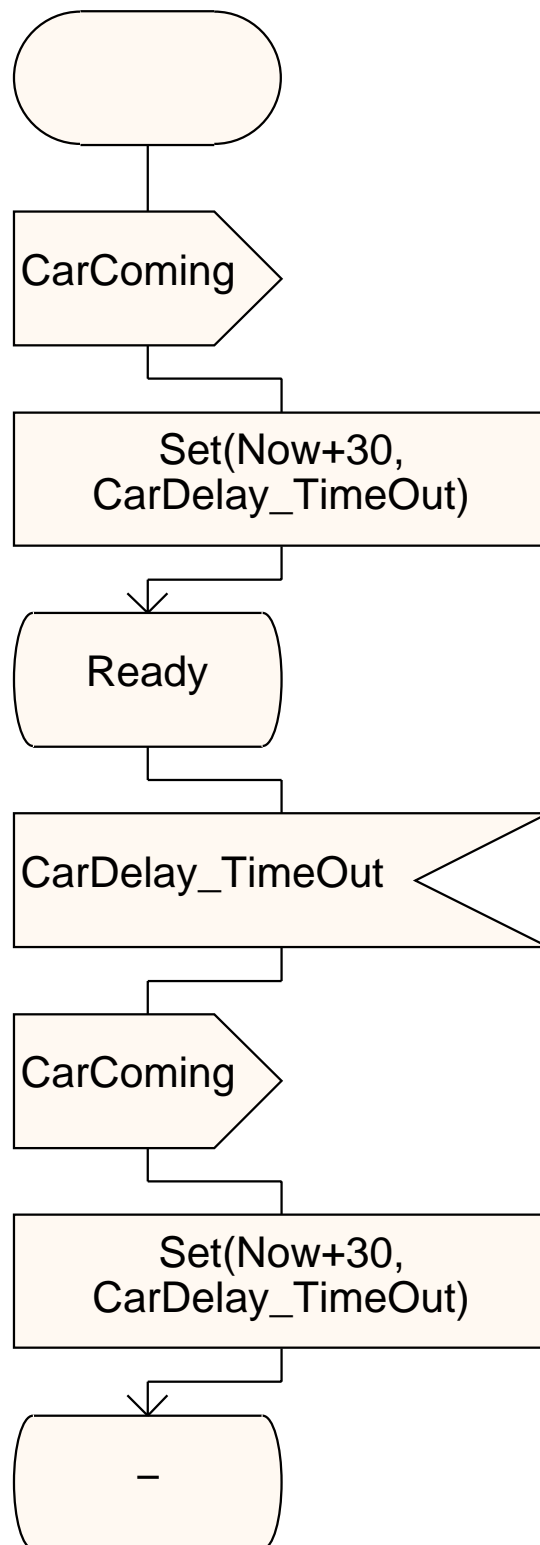 CarComing
Set(Now+30,
CarDelay_TimeOut)
Ready
CarDelay_TimeOut
CarComing
Set(Now+30,
CarDelay_TimeOut)
–